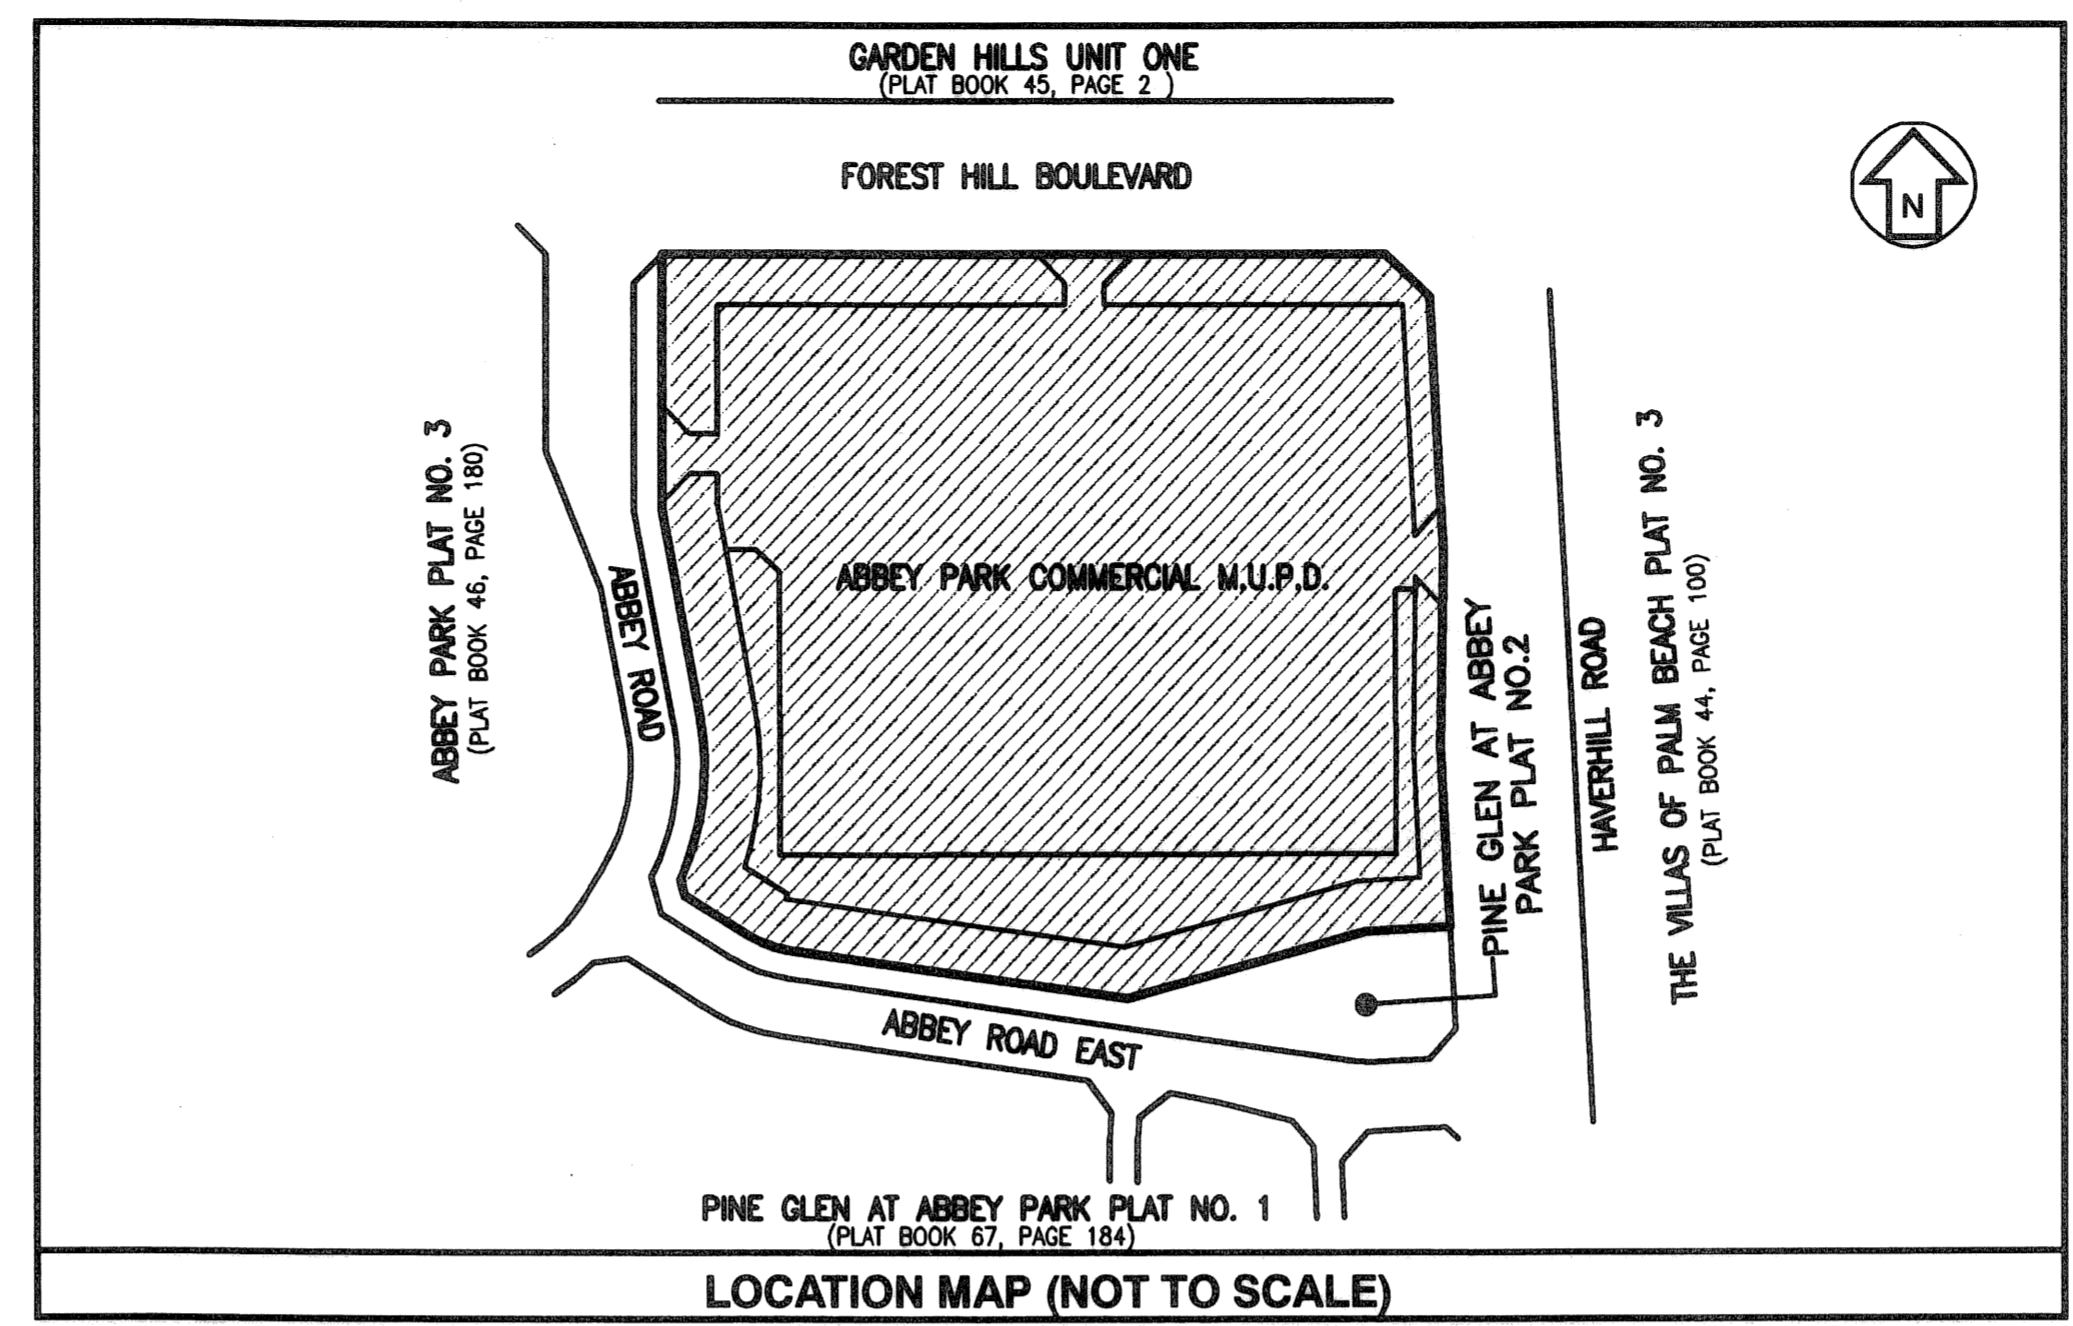 GARDEN HILLS UNIT ONE
(PLAT BOOK 45, PAGE 2 )
FOREST HILL BOULEVARD
N
ABBEY PARK PLAT NO. 3
(PLAT BOOK 46, PAGE 180)
ABBEY ROAD
ABBEY PARK COMMERCIAL M.U.P.D.
PINE GLEN AT ABBEY
PARK PLAT NO.2
HAVERHILL ROAD
THE VILLAS OF PALM BEACH PLAT NO. 3
(PLAT BOOK 44, PAGE 100)
ABBEY ROAD EAST
PINE GLEN AT ABBEY PARK PLAT NO. 1
(PLAT BOOK 67, PAGE 184)
LOCATION MAP (NOT TO SCALE)